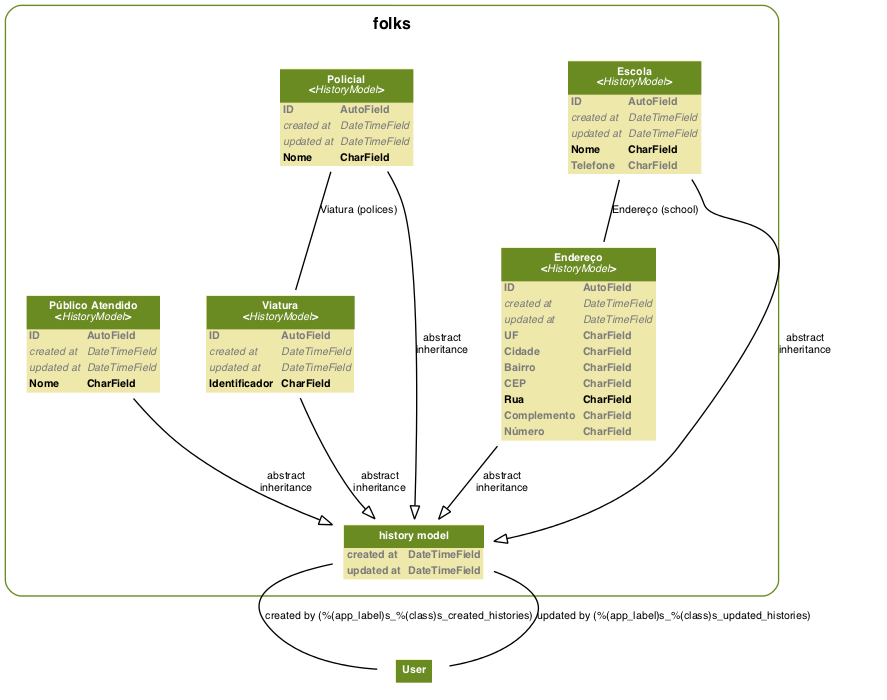 folks
Policial
<HistoryModel>
ID AutoField
created at DateTimeField
updated at DateTimeField
Nome CharField
Escola
<HistoryModel>
ID AutoField
created at DateTimeField
updated at DateTimeField
Nome CharField
Telefone CharField
Viatura (polices)
Endereço (school)
Público Atendido
<HistoryModel>
ID AutoField
created at DateTimeField
updated at DateTimeField
Nome CharField
Viatura
<HistoryModel>
ID AutoField
created at DateTimeField
updated at DateTimeField
Identificador CharField
Endereço
<HistoryModel>
ID AutoField
created at DateTimeField
updated at DateTimeField
UF CharField
Cidade CharField
Bairro CharField
CEP CharField
Rua CharField
Complemento CharField
Número CharField
abstract
inheritance
abstract
inheritance
abstract
inheritance
abstract
inheritance
abstract
inheritance
history model
created at DateTimeField
updated at DateTimeField
created by (%(app_label)s_%(class)s_created_histories)
updated by (%(app_label)s_%(class)s_updated_histories)
User